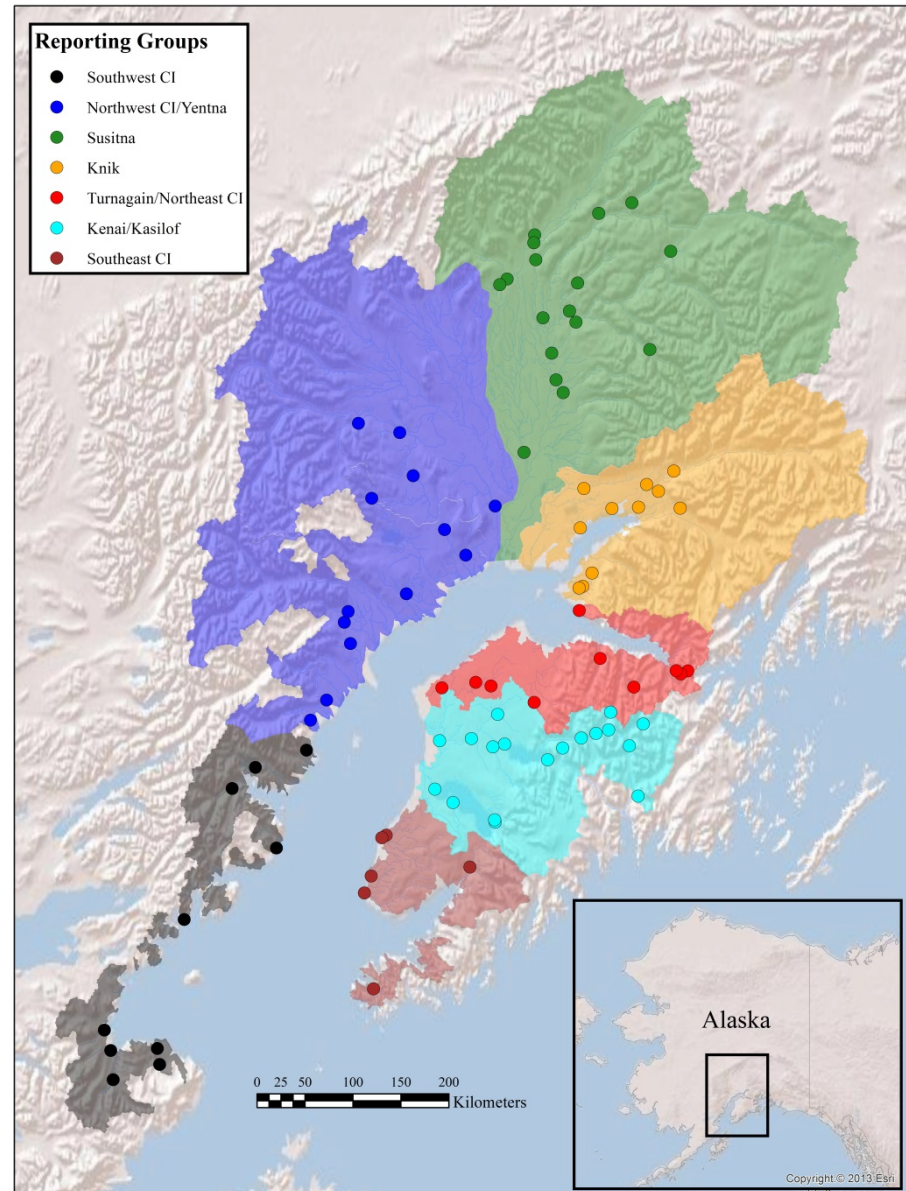 Reporting Groups
Southwest CI
Northwest CI/Yentna
Susitna
Knik
Turnagain/Northeast CI
Kenai/Kasilof
Southeast CI
0 25 50 100 150 200
Kilometers
Alaska
Copyright:© 2013 Esri